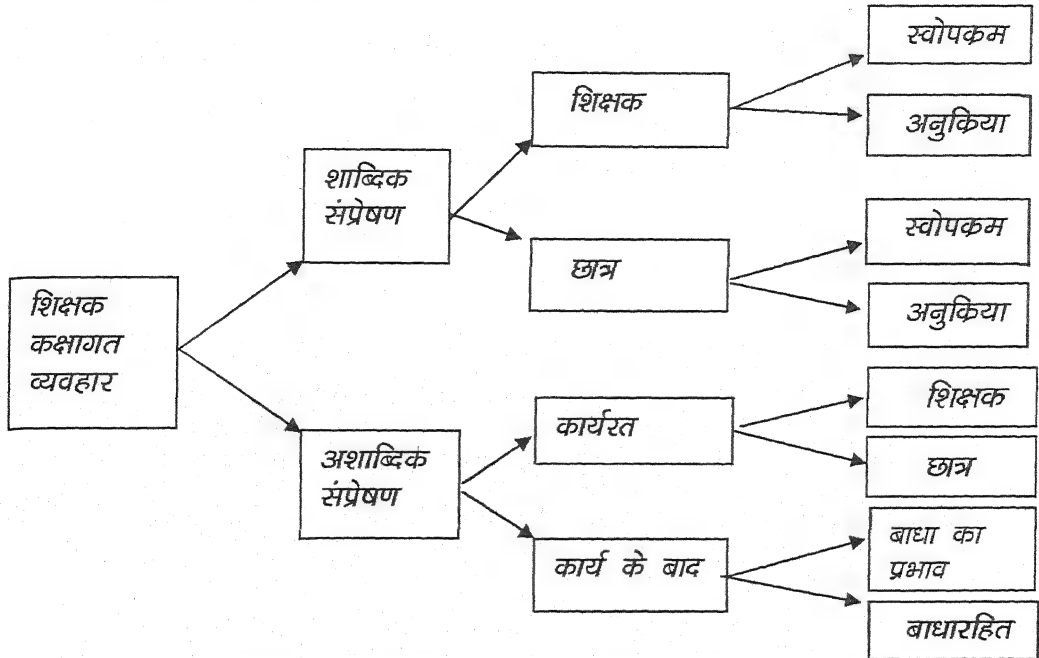 स्वोपक्रम
शिक्षक
अनुक्रिया
शाब्दिक
संप्रेषण
स्वोपक्रम
छात्र
अनुक्रिया
शिक्षक
कक्षागत
व्यवहार
शिक्षक
कार्यरत
छात्र
अशाब्दिक
संप्रेषण
बाधा का
प्रभाव
कार्य के बाद
बाधारहित